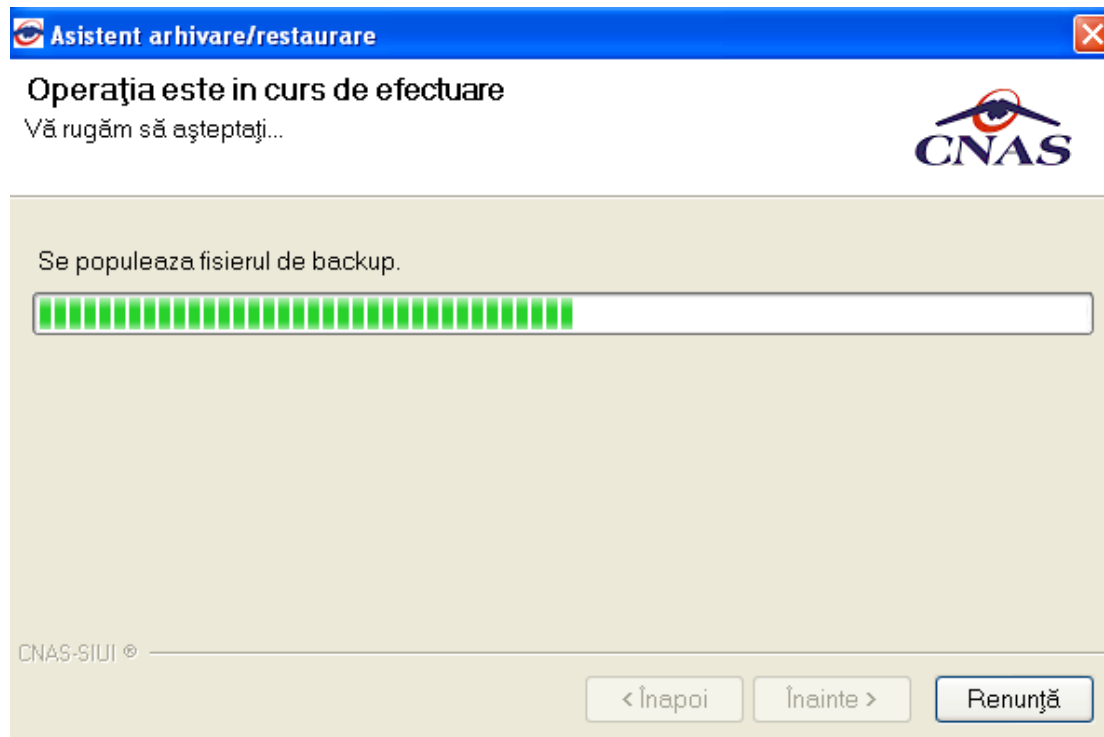 Asistent arhivare/restaurare
Operaţia este in curs de efectuare
Vă rugăm să aşteptaţi...
CNAS
Se populeaza fisierul de backup.
CNAS-SIUI ®
< Înapoi
Înainte >
Renunţă